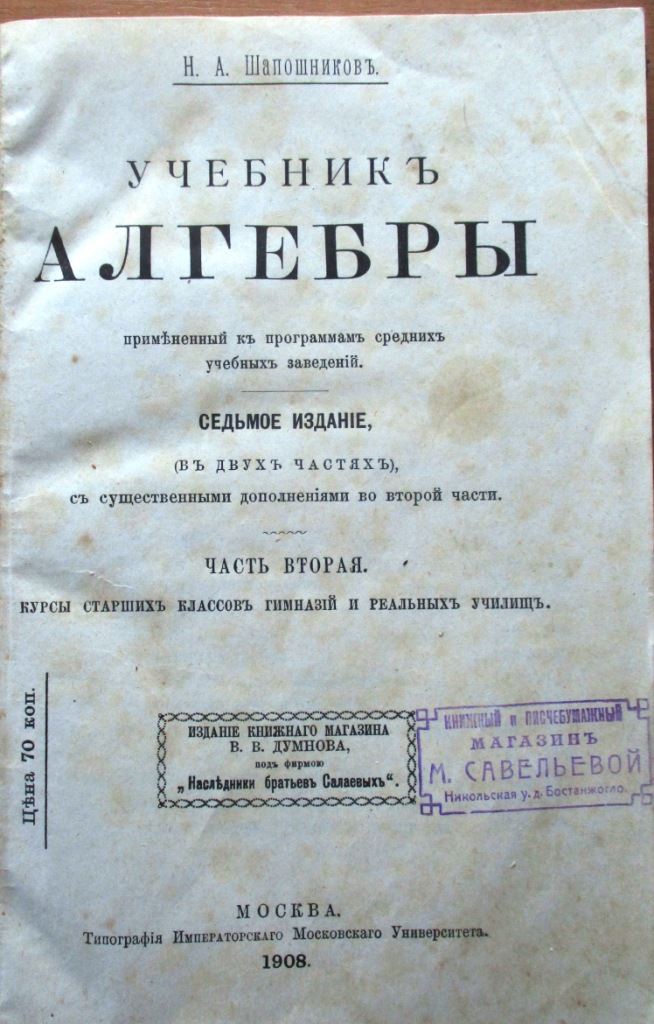 Н. А. Шапошниковъ.
УЧЕБНИКЪ
АЛГЕБРЫ
примѣненный къ программамъ среднихъ
учебныхъ заведеній.
СЕДЬМОЕ ИЗДАНІЕ,
(ВЪ ДВУХЪ ЧАСТЯХЪ),
съ существенными дополненіями во второй части.
ЧАСТЬ ВТОРАЯ.
КУРСЫ СТАРШИХЪ КЛАССОВЪ ГИМНАЗІЙ И РЕАЛЬНЫХЪ УЧИЛИЩЪ.
Цѣна 70 коп.
ИЗДАНІЕ КНИЖНАГО МАГАЗИНА
В. В. ДУМНОВА,
подъ фирмою
„Наслѣдники братьевъ Салаевыхъ“.
КНИЖНЫЙ и ПИСЧЕБУМАЖНЫЙ
МАГАЗИНЪ
М. САВЕЛЬЕВОЙ
Никольская у. д. Бостанжогло.
МОСКВА.
Типографія Императорскаго Московскаго Университета.
1908.